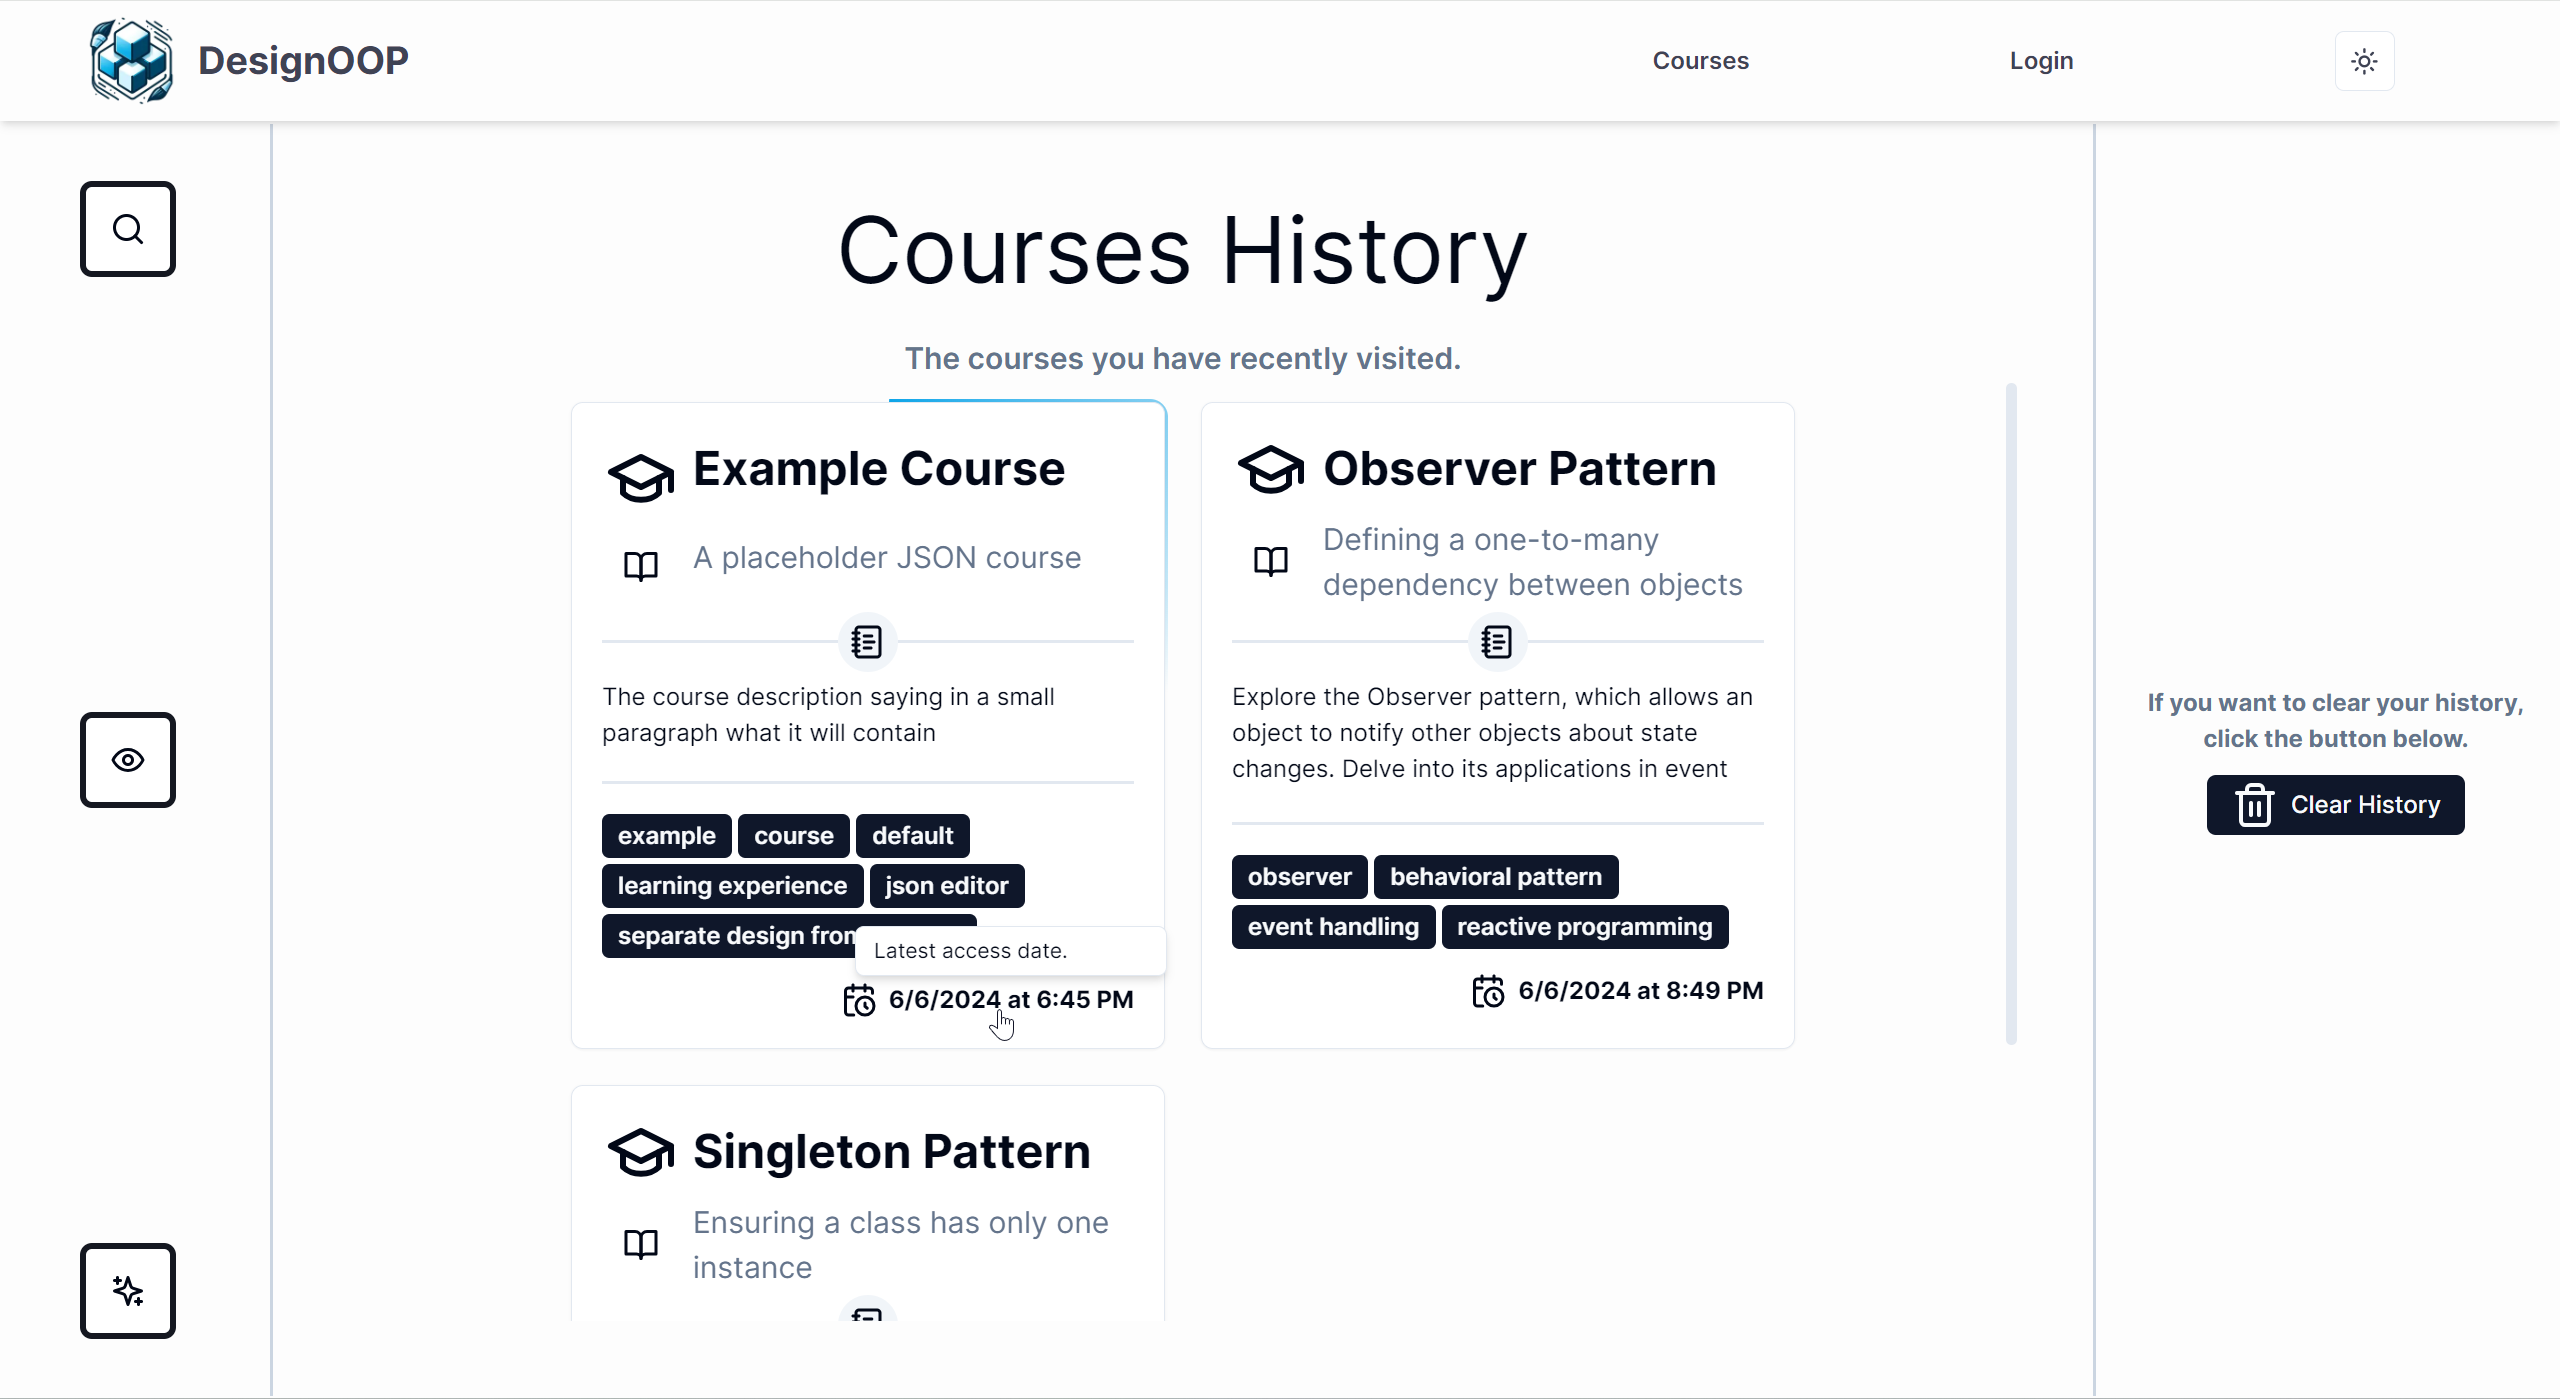 DesignOOP
Courses
Login
Courses History
The courses you have recently visited.
Example Course
A placeholder JSON course
The course description saying in a small
paragraph what it will contain
example course default
learning experience json editor
separate design from
Latest access date.
6/6/2024 at 6:45 PM
Observer Pattern
Defining a one-to-many
dependency between objects
Explore the Observer pattern, which allows an
object to notify other objects about state
changes. Delve into its applications in event
observer behavioral pattern
event handling reactive programming
6/6/2024 at 8:49 PM
Singleton Pattern
Ensuring a class has only one
instance
If you want to clear your history,
click the button below.
Clear History